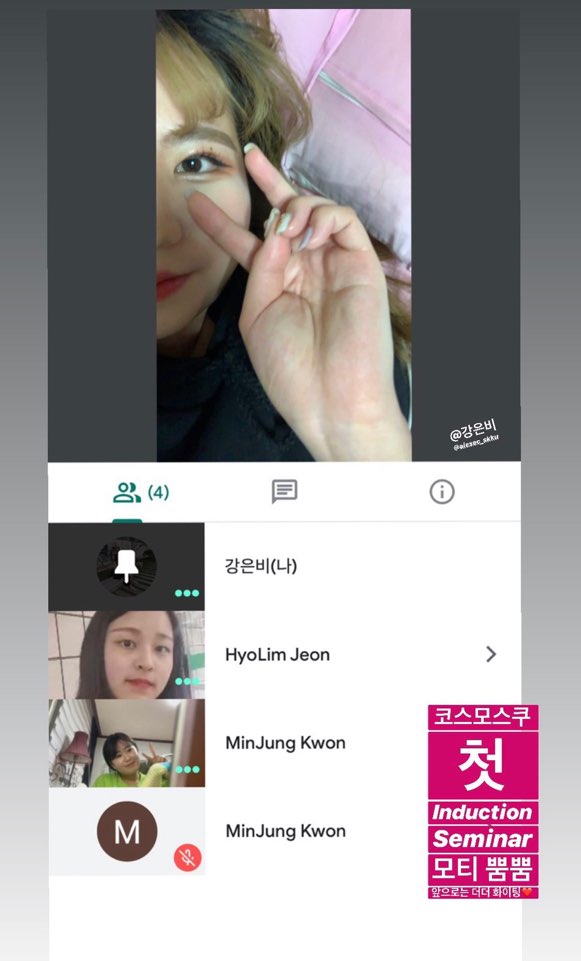 @강은비
@aiesec_skku
(4)
강은비(나)
HyoLim Jeon
MinJung Kwon
M
MinJung Kwon
코스모스쿠
첫
Induction
Seminar
모티 뿜뿜
앞으로는 더더 화이팅❤️